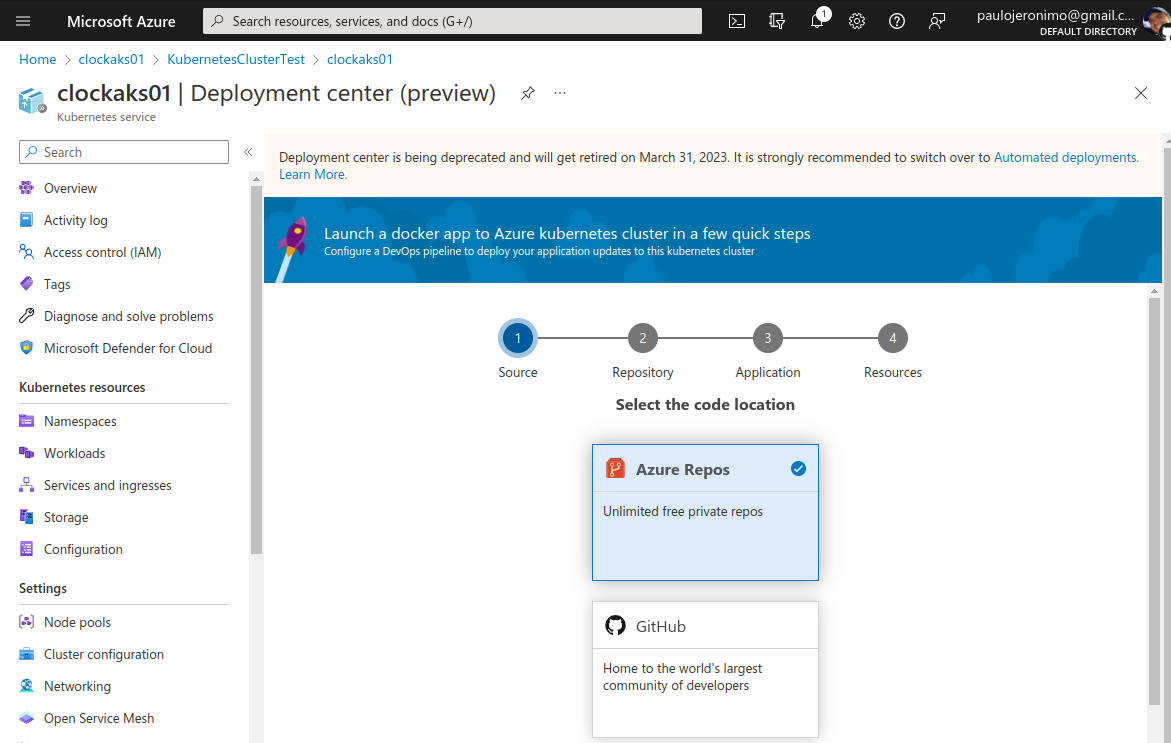 Microsoft Azure
Search resources, services, and docs (G+/)
1
paulojeronimo@gmail.c...
DEFAULT DIRECTORY
Home > clockaks01 > KubernetesClusterTest > clockaks01
clockaks01 | Deployment center (preview)
...
Kubernetes service
Search
«
Overview
Activity log
Access control (IAM)
Tags
Diagnose and solve problems
Microsoft Defender for Cloud
Kubernetes resources
Namespaces
Workloads
Services and ingresses
Storage
Configuration
Settings
Node pools
Cluster configuration
Networking
Open Service Mesh
Deployment center is being deprecated and will get retired on March 31, 2023. It is strongly recommended to switch over to Automated deployments.
Learn More.
Launch a docker app to Azure kubernetes cluster in a few quick steps
Configure a DevOps pipeline to deploy your application updates to this kubernetes cluster
1 2 3 4
Source Repository Application Resources
Select the code location
Azure Repos
Unlimited free private repos
GitHub
Home to the world's largest
community of developers